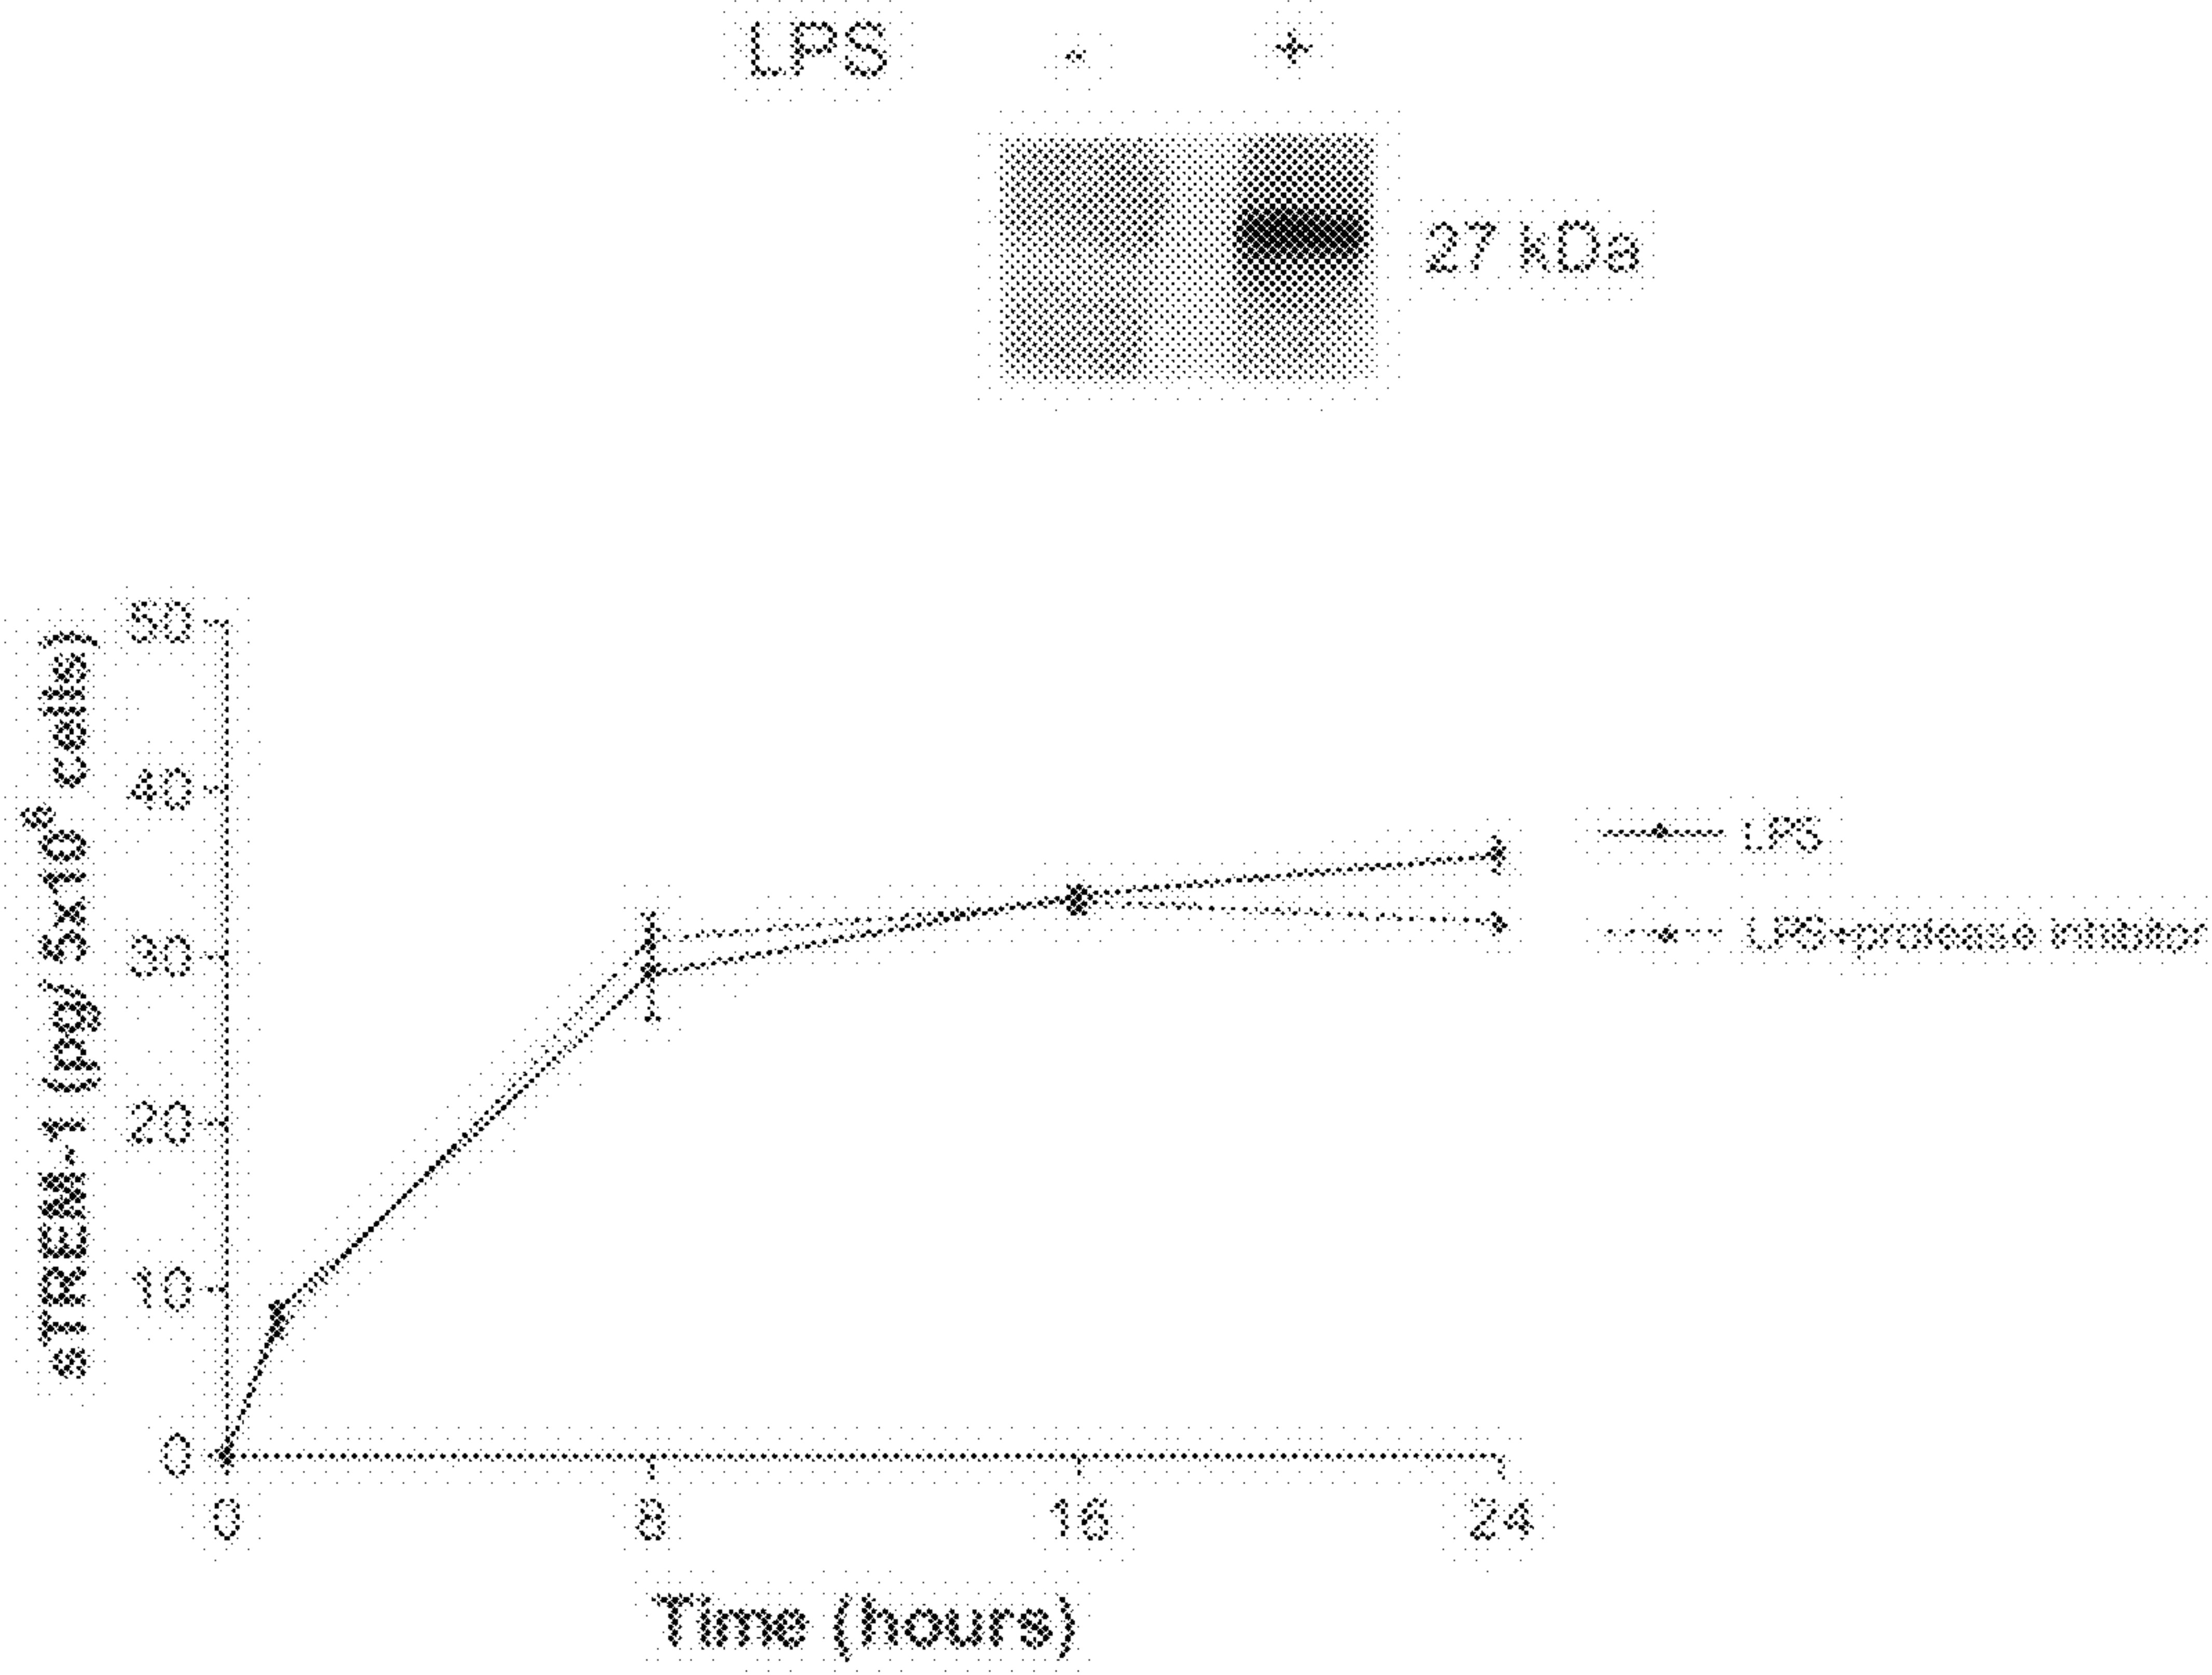 LPS - +
27 kDa
sTREM-1 (pg/ 5x10⁵ cells)
50
40
30
20
10
0
0 8 16 24
Time (hours)
LPS
LPS+protease inhibitor